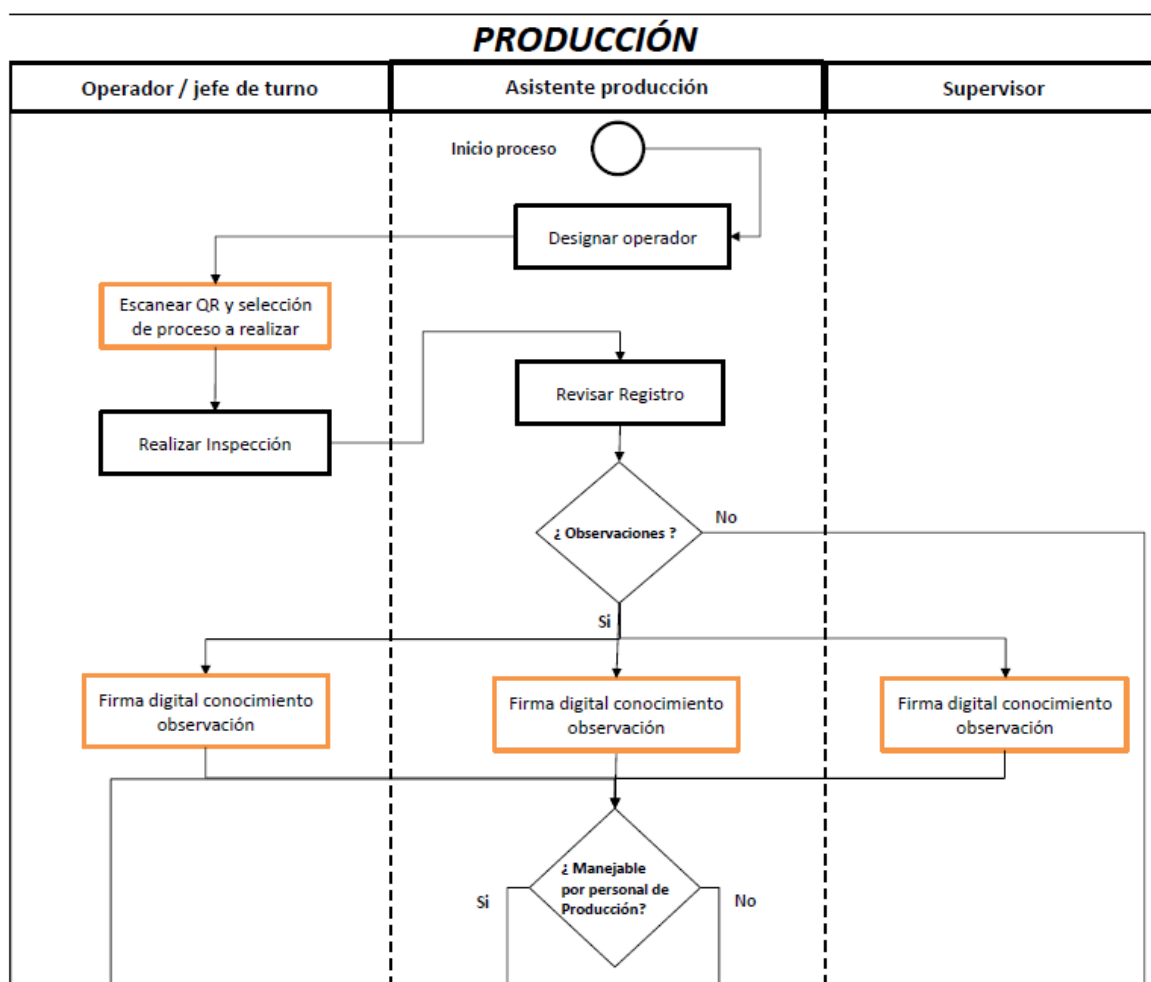 PRODUCCIÓN
Operador / jefe de turno
Asistente producción
Supervisor
Inicio proceso
Designar operador
Escanear QR y selección
de proceso a realizar
Revisar Registro
Realizar Inspección
¿ Observaciones ?
No
Si
Firma digital conocimiento
observación
Firma digital conocimiento
observación
Firma digital conocimiento
observación
¿ Manejable
por personal de
Producción?
Si
No